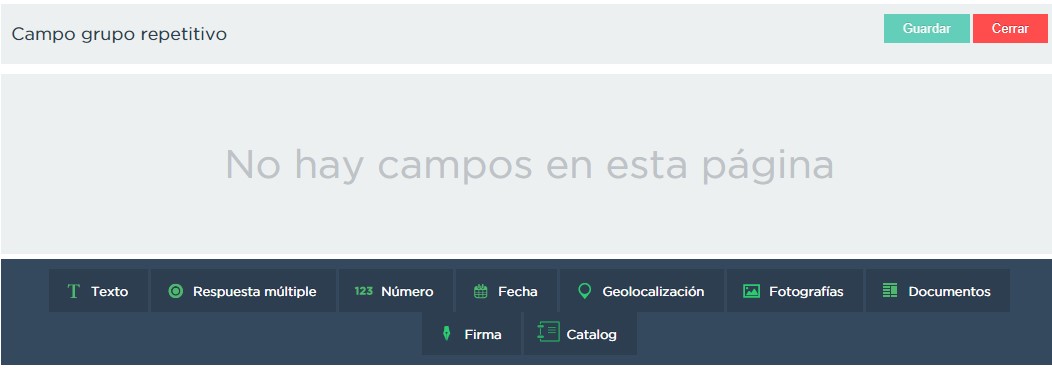 Campo grupo repetitivo
Guardar Cerrar
No hay campos en esta página
T Texto Respuesta múltiple 123 Número Fecha Geolocalización Fotografías Documentos
Firma Catalog